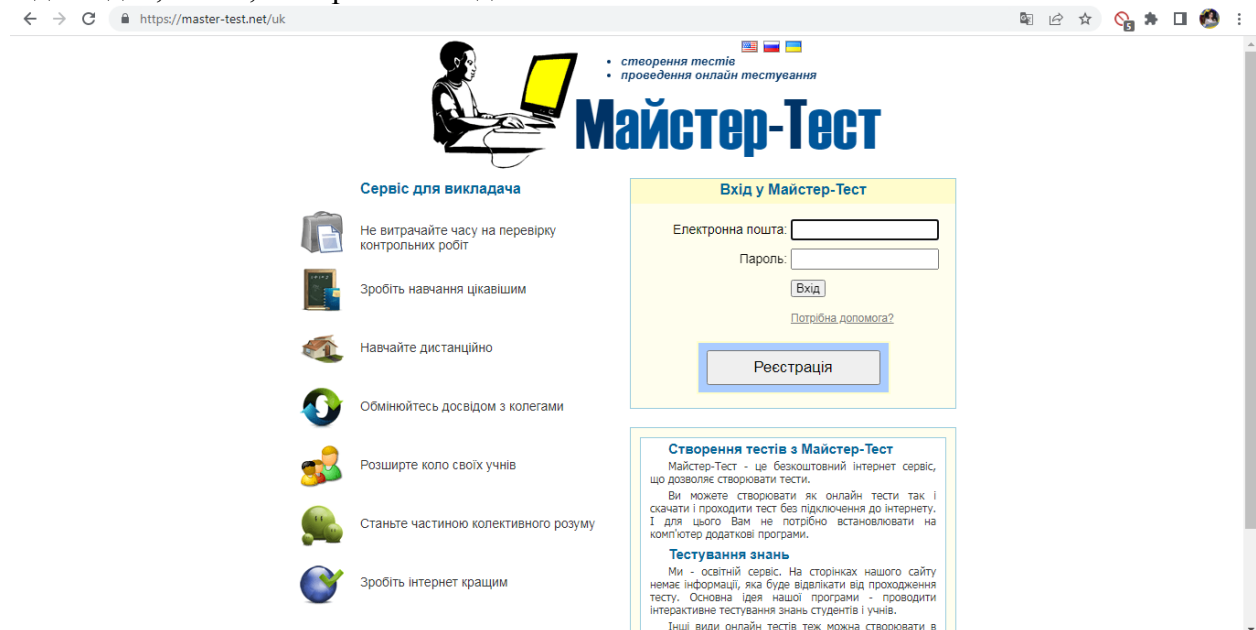 https://master-test.net/uk
5
створення тестів
проведення онлайн тестування
Майстер-Тест
Сервіс для викладача
Не витрачайте часу на перевірку
контрольних робіт
Зробіть навчання цікавішим
Навчайте дистанційно
Обмінюйтесь досвідом з колегами
Розширте коло своїх учнів
Станьте частиною колективного розуму
Зробіть інтернет кращим
Вхід у Майстер-Тест
Електронна пошта:
Пароль:
Вхід
Потрібна допомога?
Реєстрація
Створення тестів з Майстер-Тест
Майстер-Тест - це безкоштовний інтернет сервіс,
що дозволяє створювати тести.
Ви можете створювати як онлайн тести так і
скачати і проходити тест без підключення до інтернету.
І для цього Вам не потрібно встановлювати на
комп'ютер додаткові програми.
Тестування знань
Ми - освітній сервіс. На сторінках нашого сайту
немає інформації, яка буде відвлікати від проходження
тесту. Основна ідея нашої програми - проводити
інтерактивне тестування знань студентів і учнів.
Інші види онлайн тестів теж можна створювати в